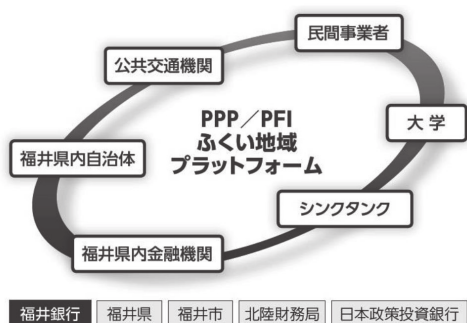 民間事業者
公共交通機関
PPP／PFI
ふくい地域
プラットフォーム
大学
福井県内自治体
シンクタンク
福井県内金融機関
福井銀行 福井県 福井市 北陸財務局 日本政策投資銀行